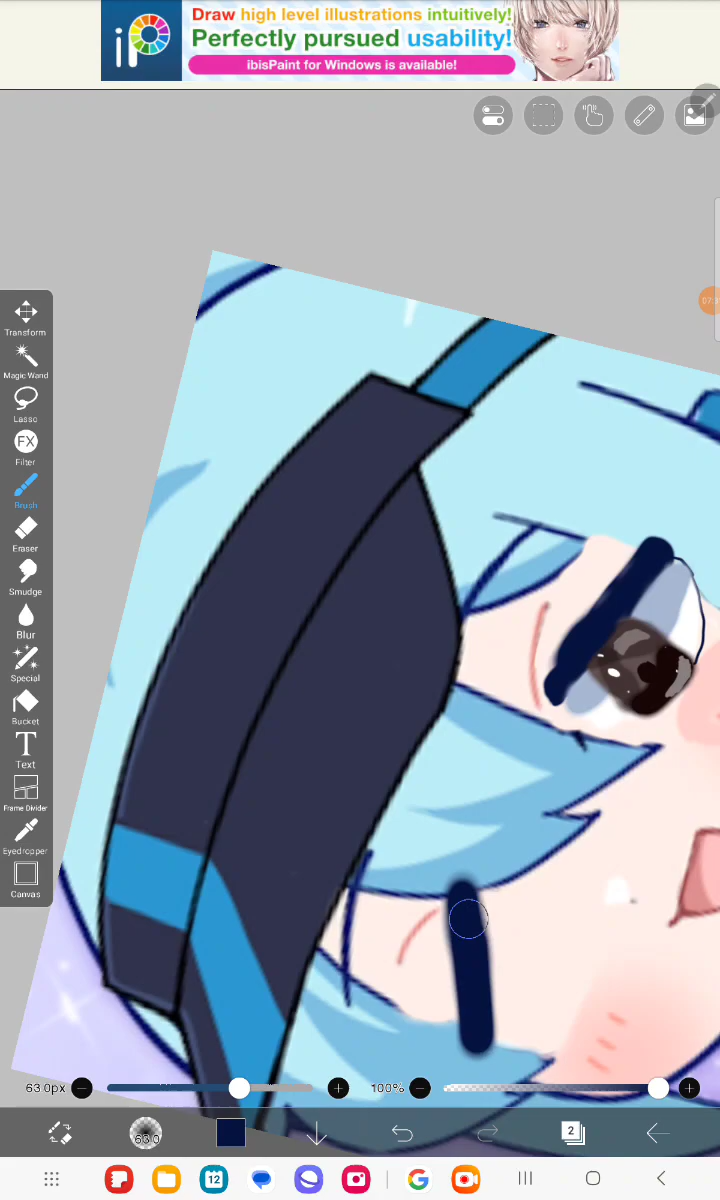 Draw high level illustrations intuitively!
iP
Perfectly pursued usability!
ibisPaint for Windows is available!
Transform
Magic Wand
Lasso
FX
Filter
Brush
Eraser
Smudge
Blur
Special
Bucket
T
Text
Frame Divider
Eyedropper
Canvas
63.0px
100%
63.0
2
12
G